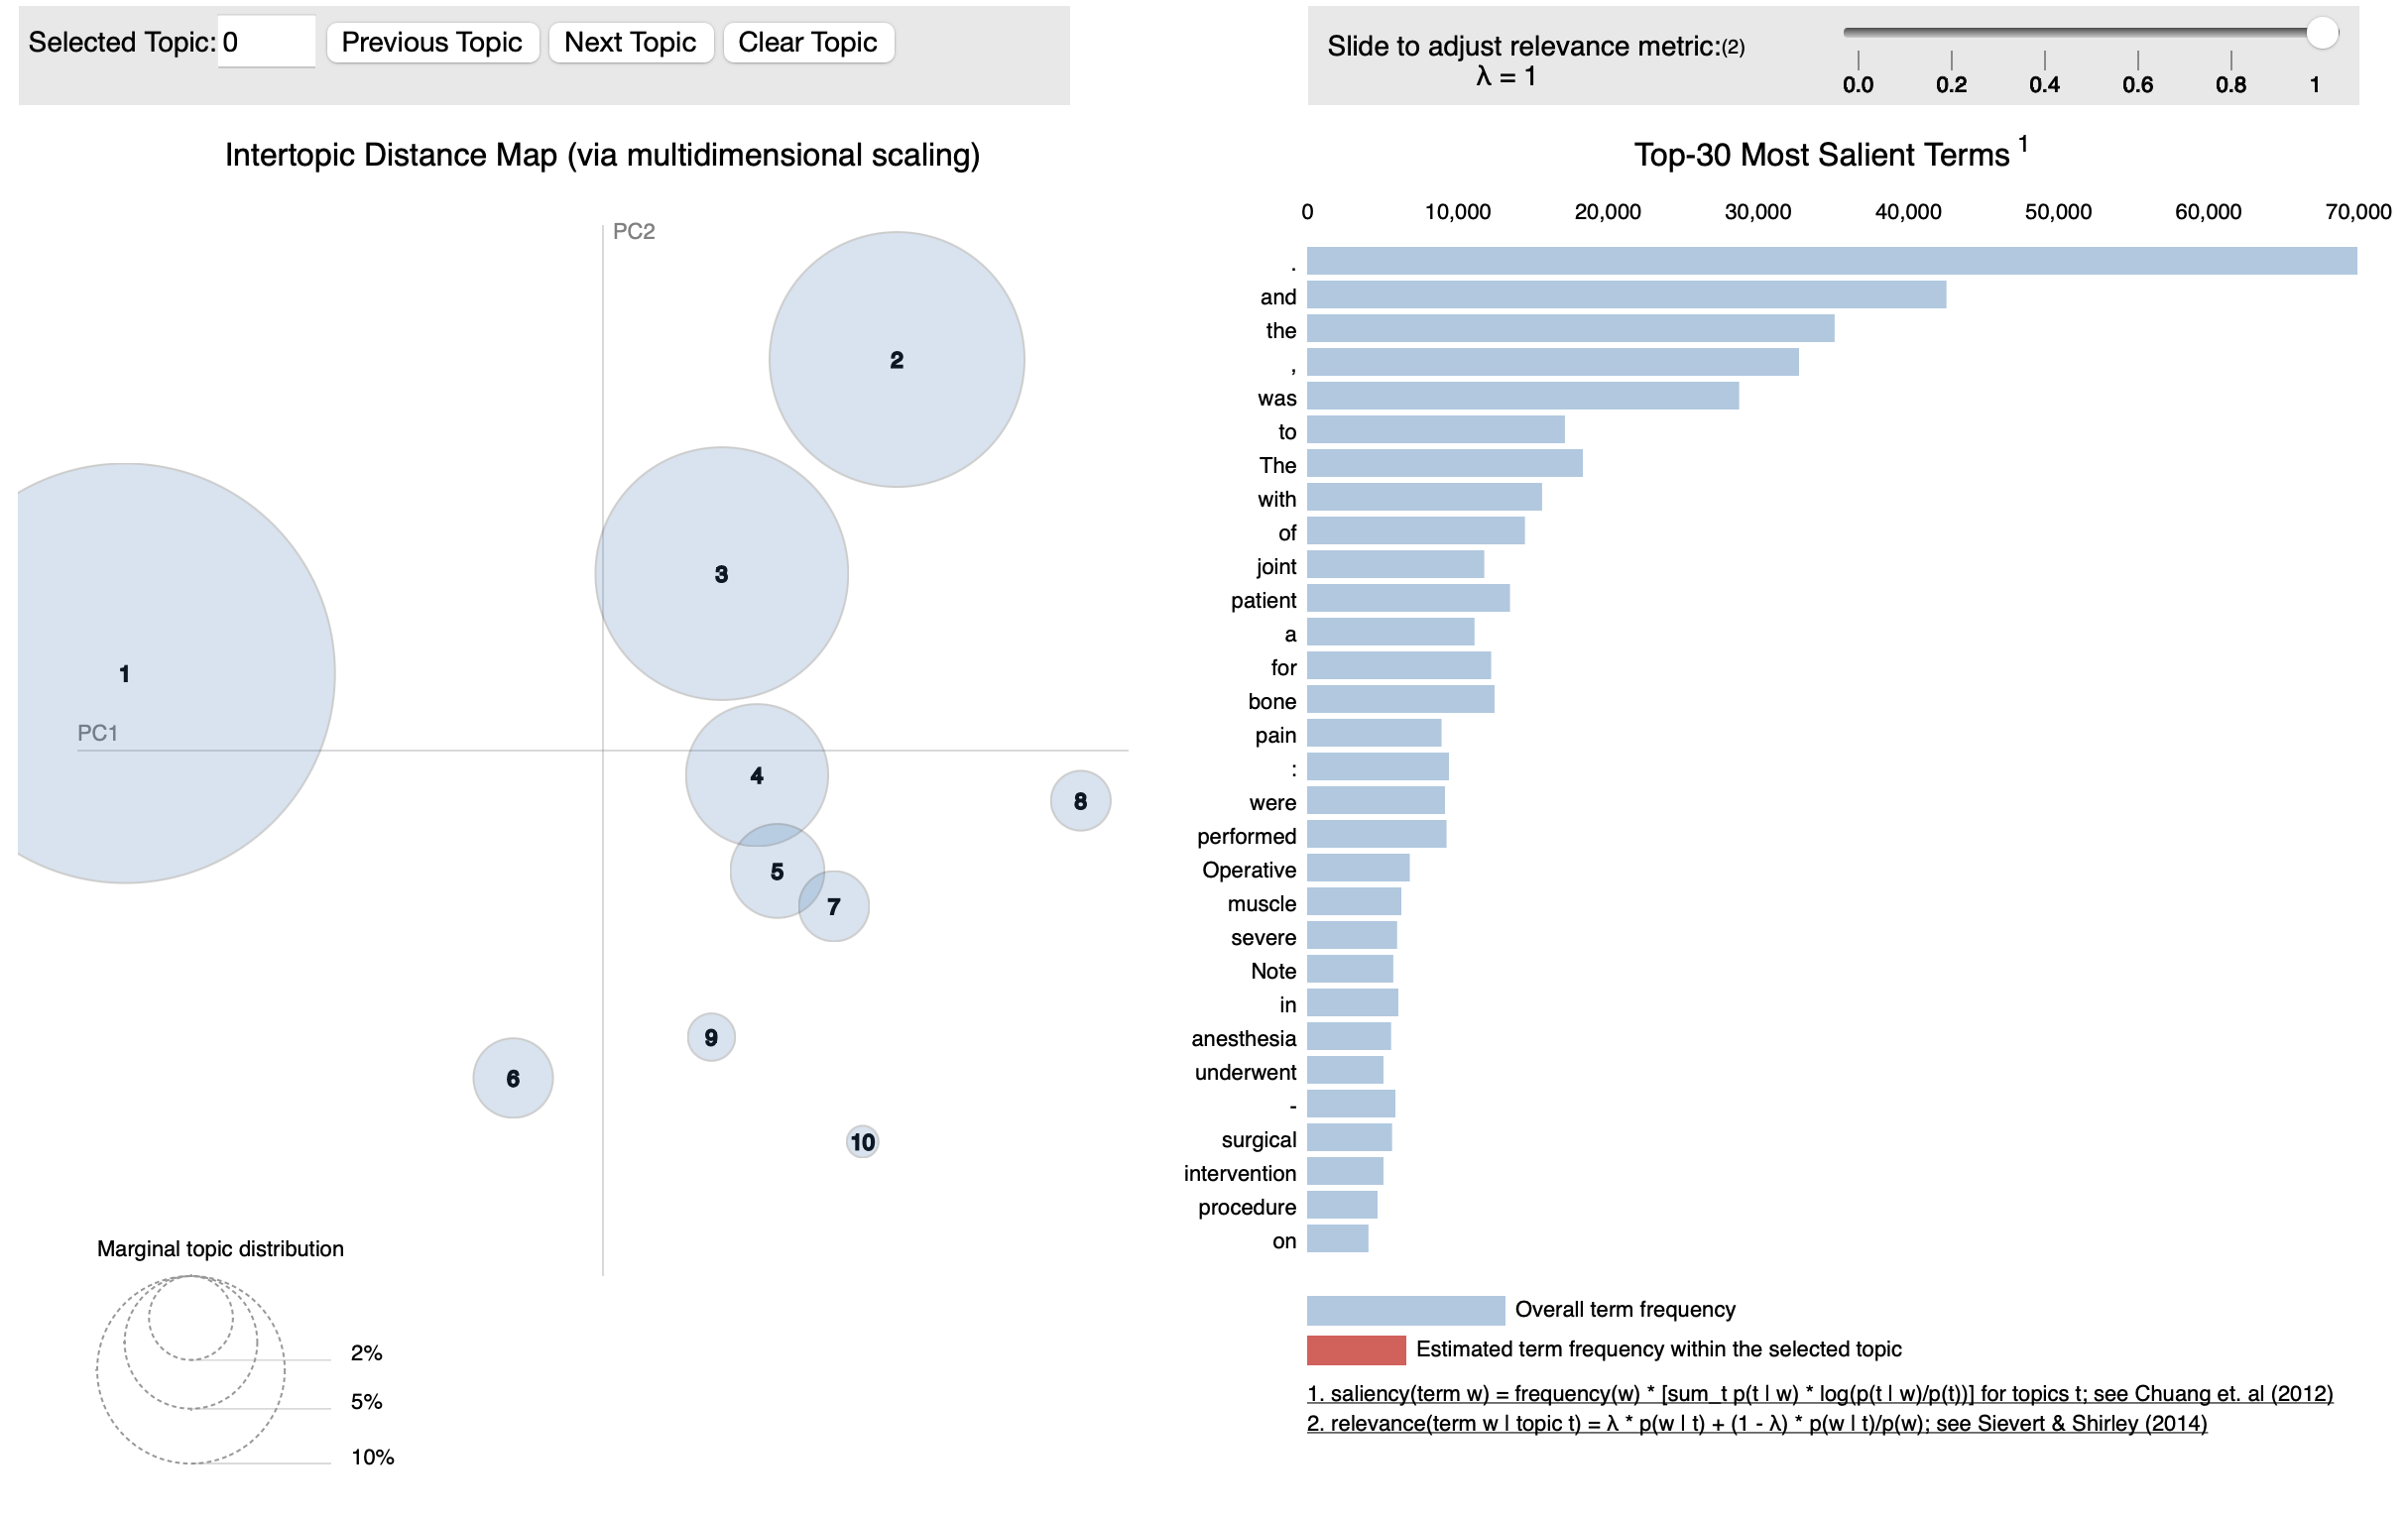 Selected Topic: 0 Previous Topic Next Topic Clear Topic
Slide to adjust relevance metric:(2)
λ = 1
0.0 0.2 0.4 0.6 0.8 1
Intertopic Distance Map (via multidimensional scaling)
PC2
2
3
1
PC1
4
8
5
7
9
6
10
Marginal topic distribution
2%
5%
10%
Top-30 Most Salient Terms 1
0 10,000 20,000 30,000 40,000 50,000 60,000 70,000
.
and
the
,
was
to
The
with
of
joint
patient
a
for
bone
pain
:
were
performed
Operative
muscle
severe
Note
in
anesthesia
underwent
-
surgical
intervention
procedure
on
Overall term frequency
Estimated term frequency within the selected topic
1. saliency(term w) = frequency(w) * [sum_t p(t | w) * log(p(t | w)/p(t))] for topics t; see Chuang et. al (2012)
2. relevance(term w | topic t) = λ * p(w | t) + (1 - λ) * p(w | t)/p(w); see Sievert & Shirley (2014)